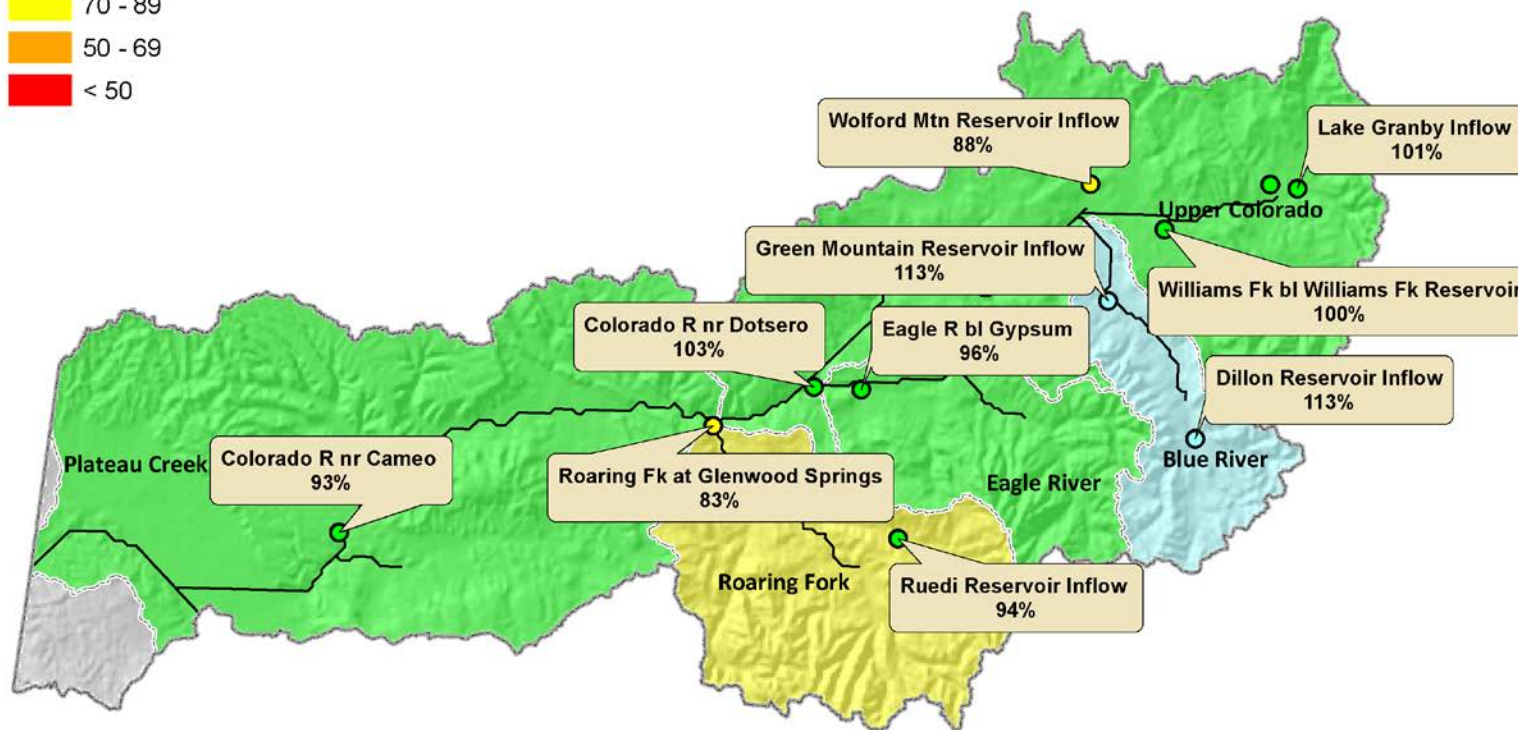 70 - 89
50 - 69
< 50
Wolford Mtn Reservoir Inflow
88%
Lake Granby Inflow
101%
Upper Colorado
Green Mountain Reservoir Inflow
113%
Williams Fk bl Williams Fk Reservoir
100%
Colorado R nr Dotsero
103%
Eagle R bl Gypsum
96%
Dillon Reservoir Inflow
113%
Blue River
Plateau Creek
Colorado R nr Cameo
93%
Roaring Fk at Glenwood Springs
83%
Eagle River
Roaring Fork
Ruedi Reservoir Inflow
94%